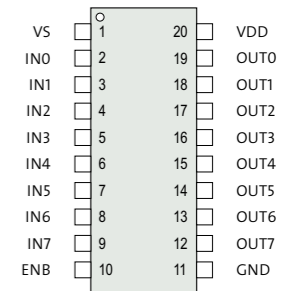 VS 1 20 VDD
IN0 2 19 OUT0
IN1 3 18 OUT1
IN2 4 17 OUT2
IN3 5 16 OUT3
IN4 6 15 OUT4
IN5 7 14 OUT5
IN6 8 13 OUT6
IN7 9 12 OUT7
ENB 10 11 GND